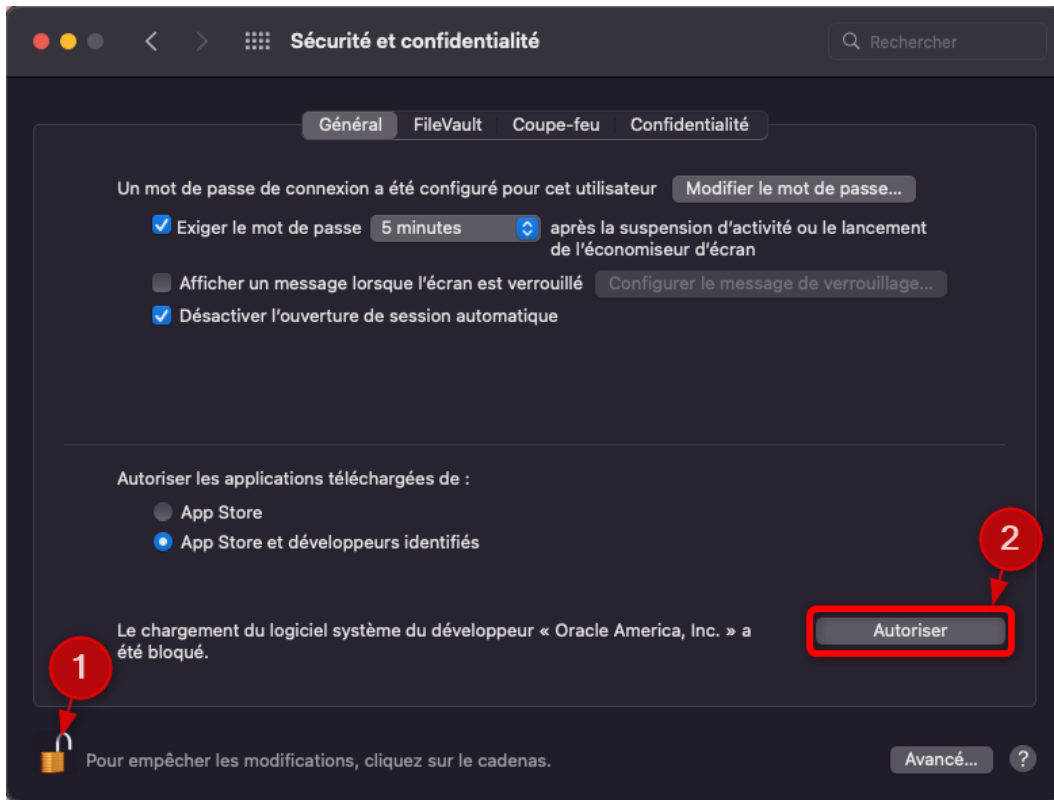 Sécurité et confidentialité
Rechercher
Général FileVault Coupe-feu Confidentialité
Un mot de passe de connexion a été configuré pour cet utilisateur Modifier le mot de passe...
Exiger le mot de passe 5 minutes après la suspension d'activité ou le lancement
de l'économiseur d'écran
Afficher un message lorsque l'écran est verrouillé Configurer le message de verrouillage...
Désactiver l'ouverture de session automatique
Autoriser les applications téléchargées de :
App Store
App Store et développeurs identifiés
2
Le chargement du logiciel système du développeur « Oracle America, Inc. » a
été bloqué.
Autoriser
1
Pour empêcher les modifications, cliquez sur le cadenas.
Avancé... ?